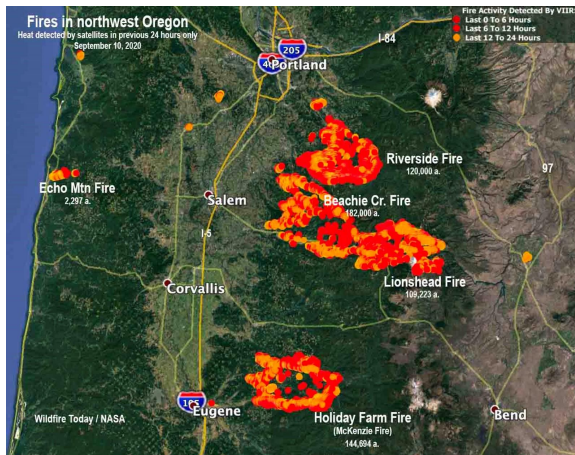 Fires in northwest Oregon
Heat detected by satellites in previous 24 hours only
September 10, 2020
Fire Activity Detected By VIIR
Last 0 To 6 Hours
Last 6 To 12 Hours
Last 12 To 24 Hours
I-84
205
Portland
Riverside Fire
120,000 a.
97
Echo Mtn Fire
2,297 a.
Salem
Beachie Cr. Fire
182,000 a.
I-5
Lionshead Fire
109,223 a.
Corvallis
Eugene
Holiday Farm Fire
(McKenzie Fire)
144,694 a.
Bend
Wildfire Today / NASA